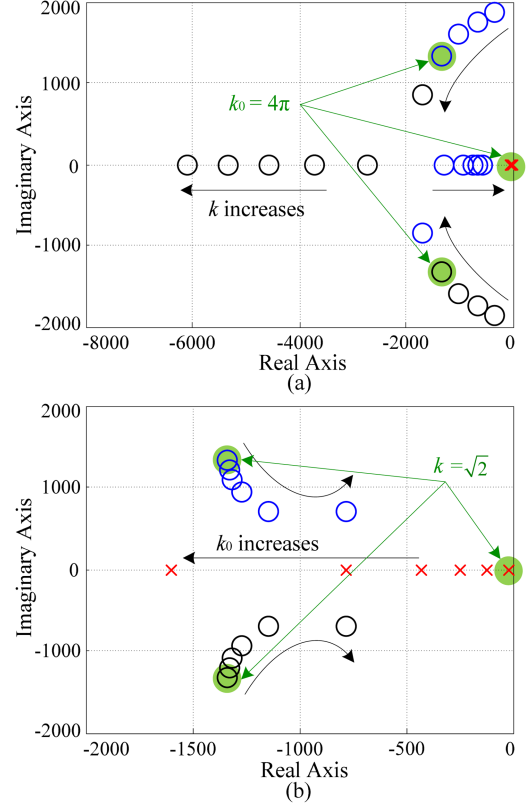 2000
1000
0
-1000
-2000
Imaginary Axis
k₀ = 4π
k increases
-8000 -6000 -4000 -2000 0
Real Axis
(a)
2000
1000
0
-1000
-2000
Imaginary Axis
k = √2
k₀ increases
-2000 -1500 -1000 -500 0
Real Axis
(b)